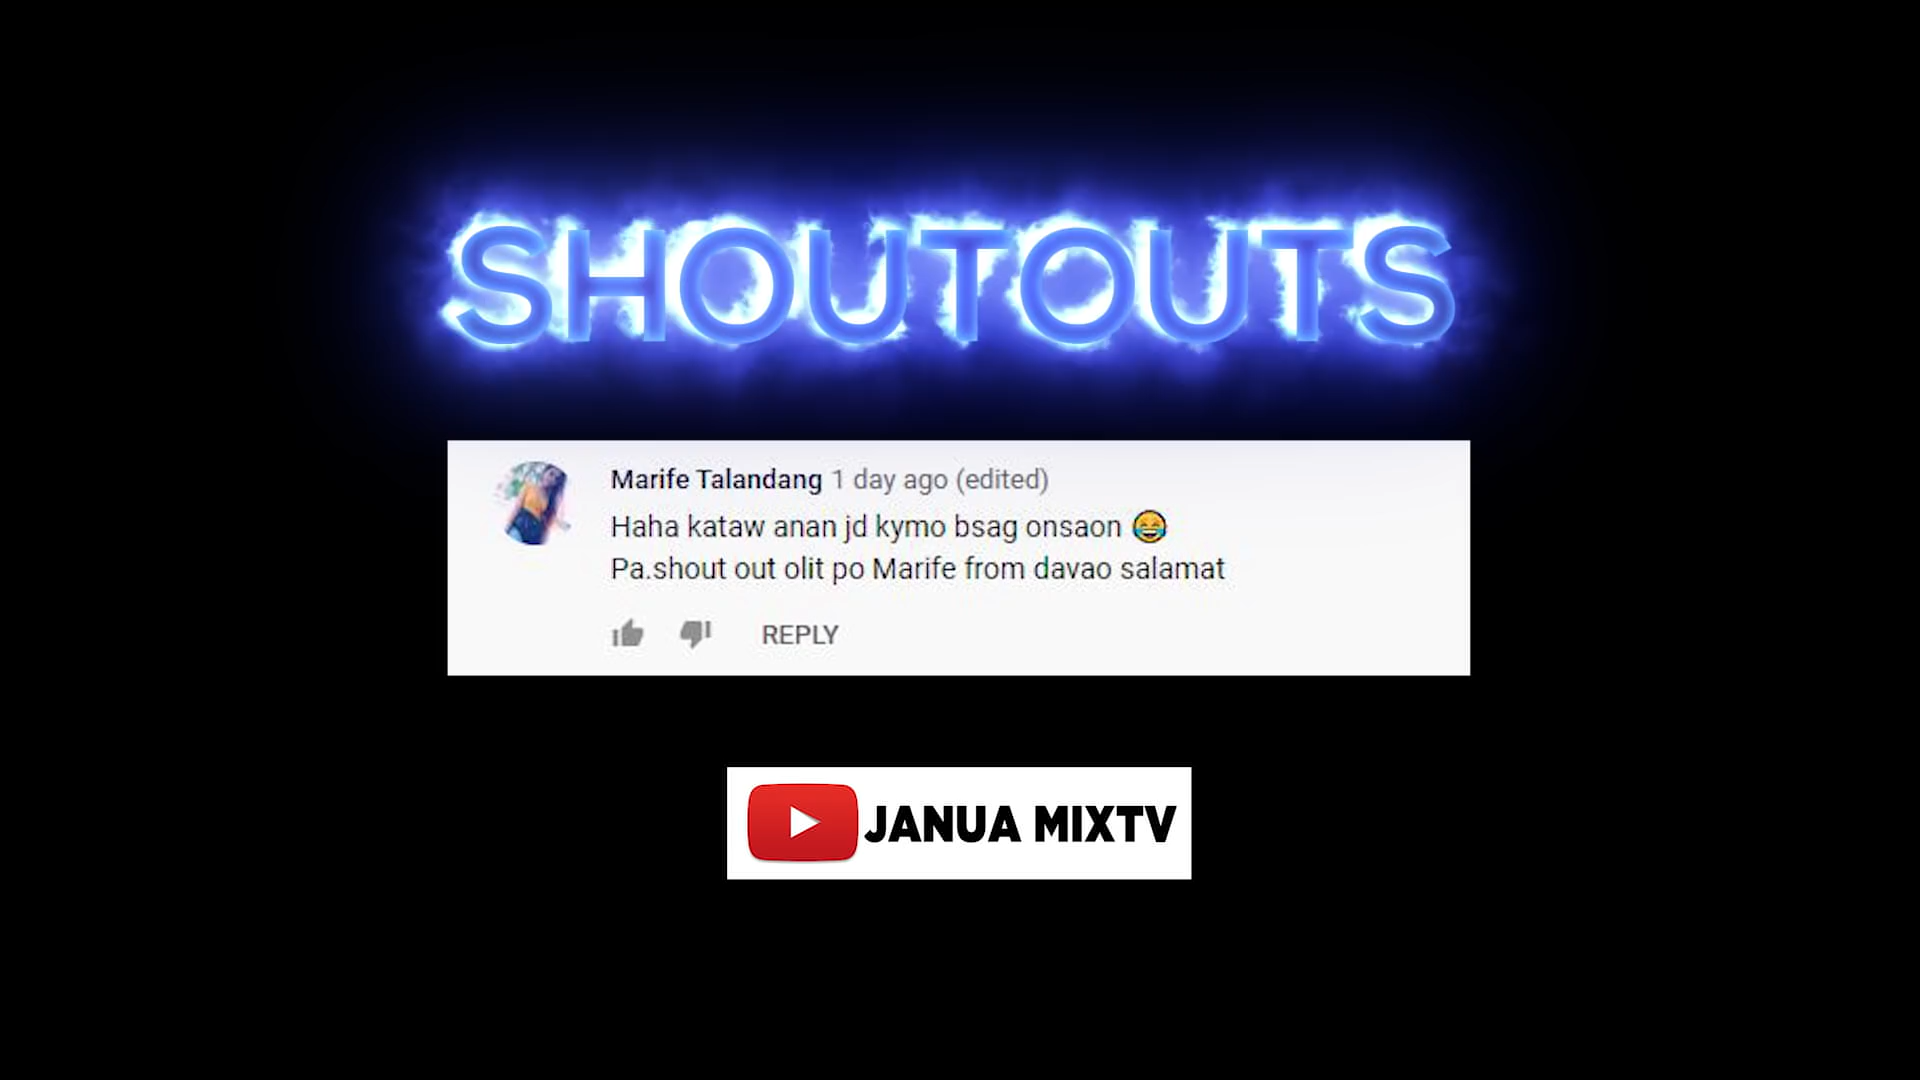 SHOUTOUTS
Marife Talandang 1 day ago (edited)
Haha kataw anan jd kymo bsag onsaon 😂
Pa.shout out olit po Marife from davao salamat
REPLY
JANUA MIXTV